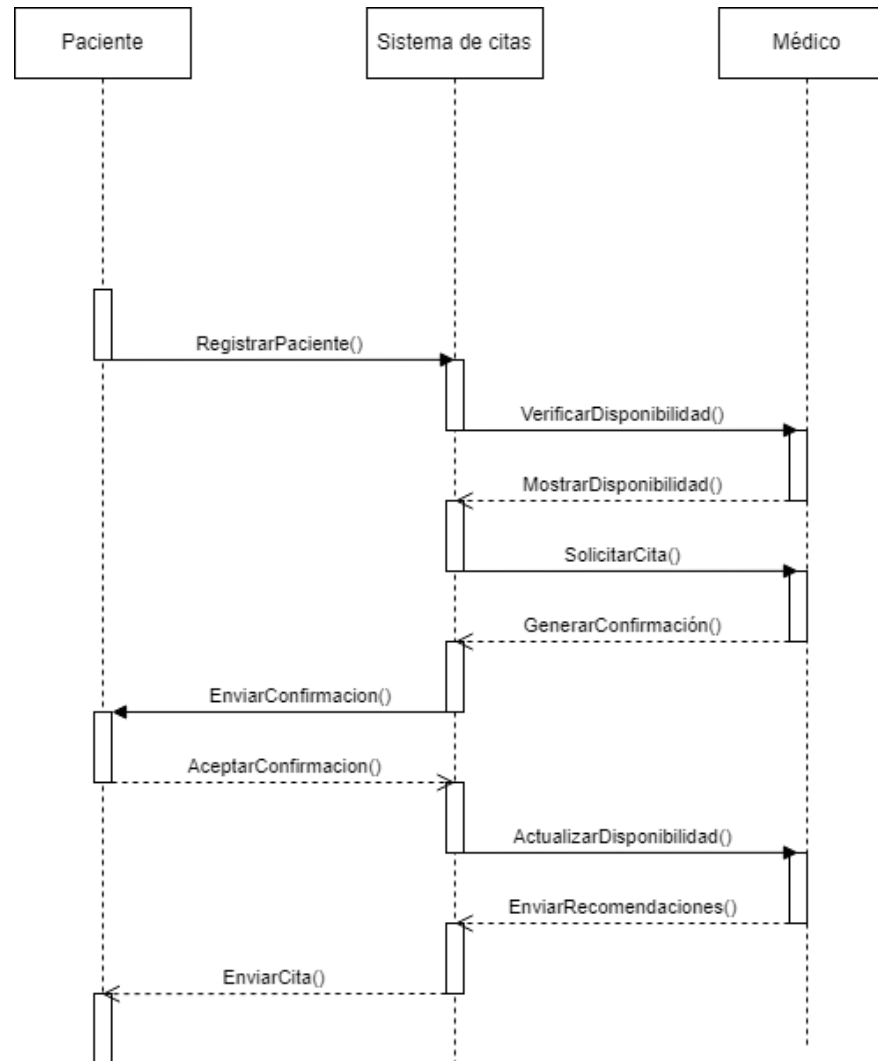 Paciente
Sistema de citas
Médico
RegistrarPaciente()
VerificarDisponibilidad()
MostrarDisponibilidad()
SolicitarCita()
GenerarConfirmación()
EnviarConfirmacion()
AceptarConfirmacion()
ActualizarDisponibilidad()
EnviarRecomendaciones()
EnviarCita()